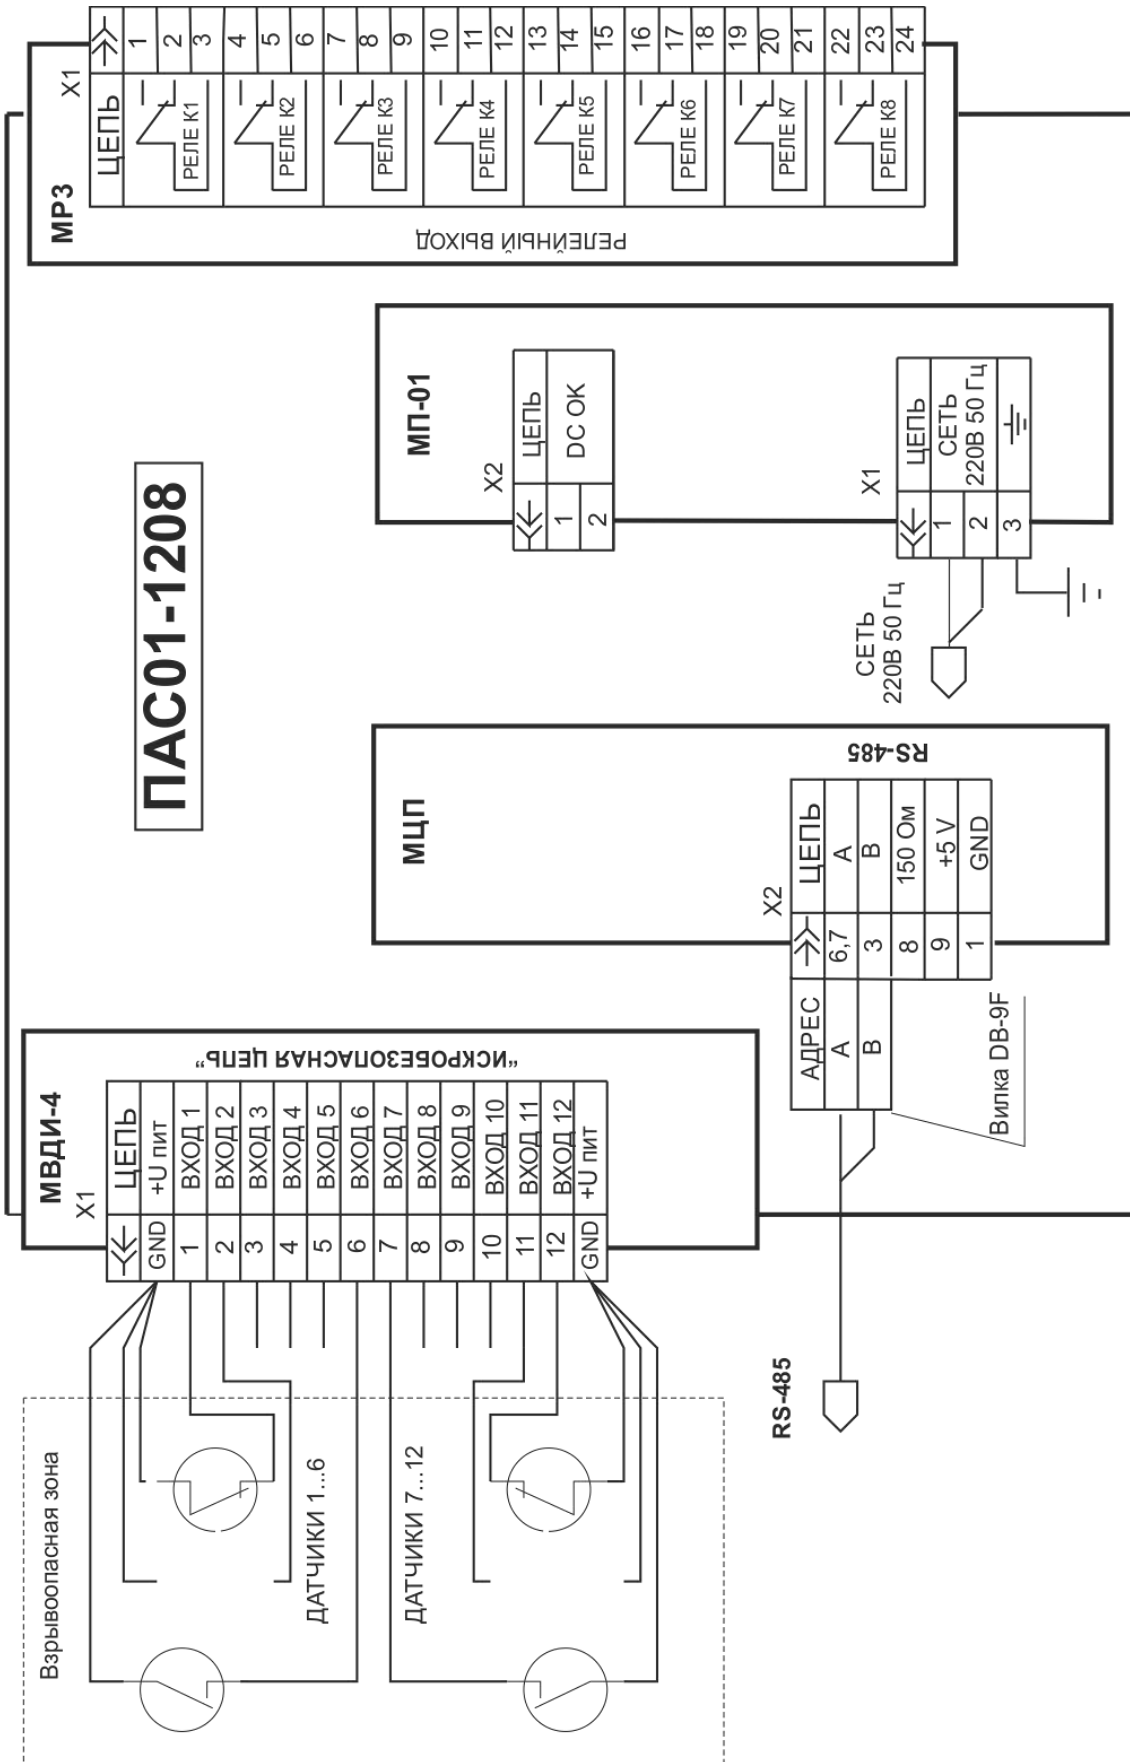 ПАС01-1208
МВДИ-4
X1
ЦЕПЬ
GND +U пит
1 ВХОД 1
2 ВХОД 2
3 ВХОД 3
4 ВХОД 4
5 ВХОД 5
6 ВХОД 6
7 ВХОД 7
8 ВХОД 8
9 ВХОД 9
10 ВХОД 10
11 ВХОД 11
12 ВХОД 12
GND +U пит
“ИСКРОБЕЗОПАСНАЯ ЦЕПЬ”
Взрывоопасная зона
ДАТЧИКИ 1...6
ДАТЧИКИ 7...12
МЦП
X2
АДРЕС ЦЕПЬ
A 6,7 A
B 3 B
8 150 Ом
9 +5 V
1 GND
RS-485
Вилка DB-9F
RS-485
МП-01
X2
ЦЕПЬ
1 DC OK
2
X1
ЦЕПЬ
1 СЕТЬ
2 220В 50 Гц
3
СЕТЬ
220В 50 Гц
МР3
X1
ЦЕПЬ
1
2 РЕЛЕ К1
3
4
5 РЕЛЕ К2
6
7
8 РЕЛЕ К3
9
10
11 РЕЛЕ К4
12
13
14 РЕЛЕ К5
15
16
17 РЕЛЕ К6
18
19
20 РЕЛЕ К7
21
22
23 РЕЛЕ К8
24
РЕЛЕЙНЫЙ ВЫХОД